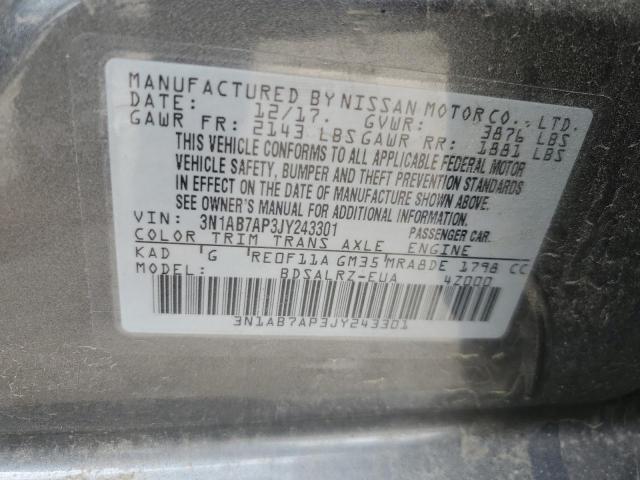 MANUFACTURED BY NISSAN MOTOR CO., LTD.
DATE: 12/17. GVWR: 3876 LBS
GAWR FR: 2143 LBS GAWR RR: 1881 LBS
THIS VEHICLE CONFORMS TO ALL APPLICABLE FEDERAL MOTOR
VEHICLE SAFETY, BUMPER AND THEFT PREVENTION STANDARDS
IN EFFECT ON THE DATE OF MANUFACTURE SHOWN ABOVE.
SEE OWNER'S MANUAL FOR ADDITIONAL INFORMATION.
VIN: 3N1AB7AP3JY243301 PASSENGER CAR
COLOR TRIM TRANS AXLE ENGINE
KAD G RE0F11A GM35 MRA8DE 1798 CC
MODEL: BDSALRZ-EUA 4Z000
3N1AB7AP3JY243301